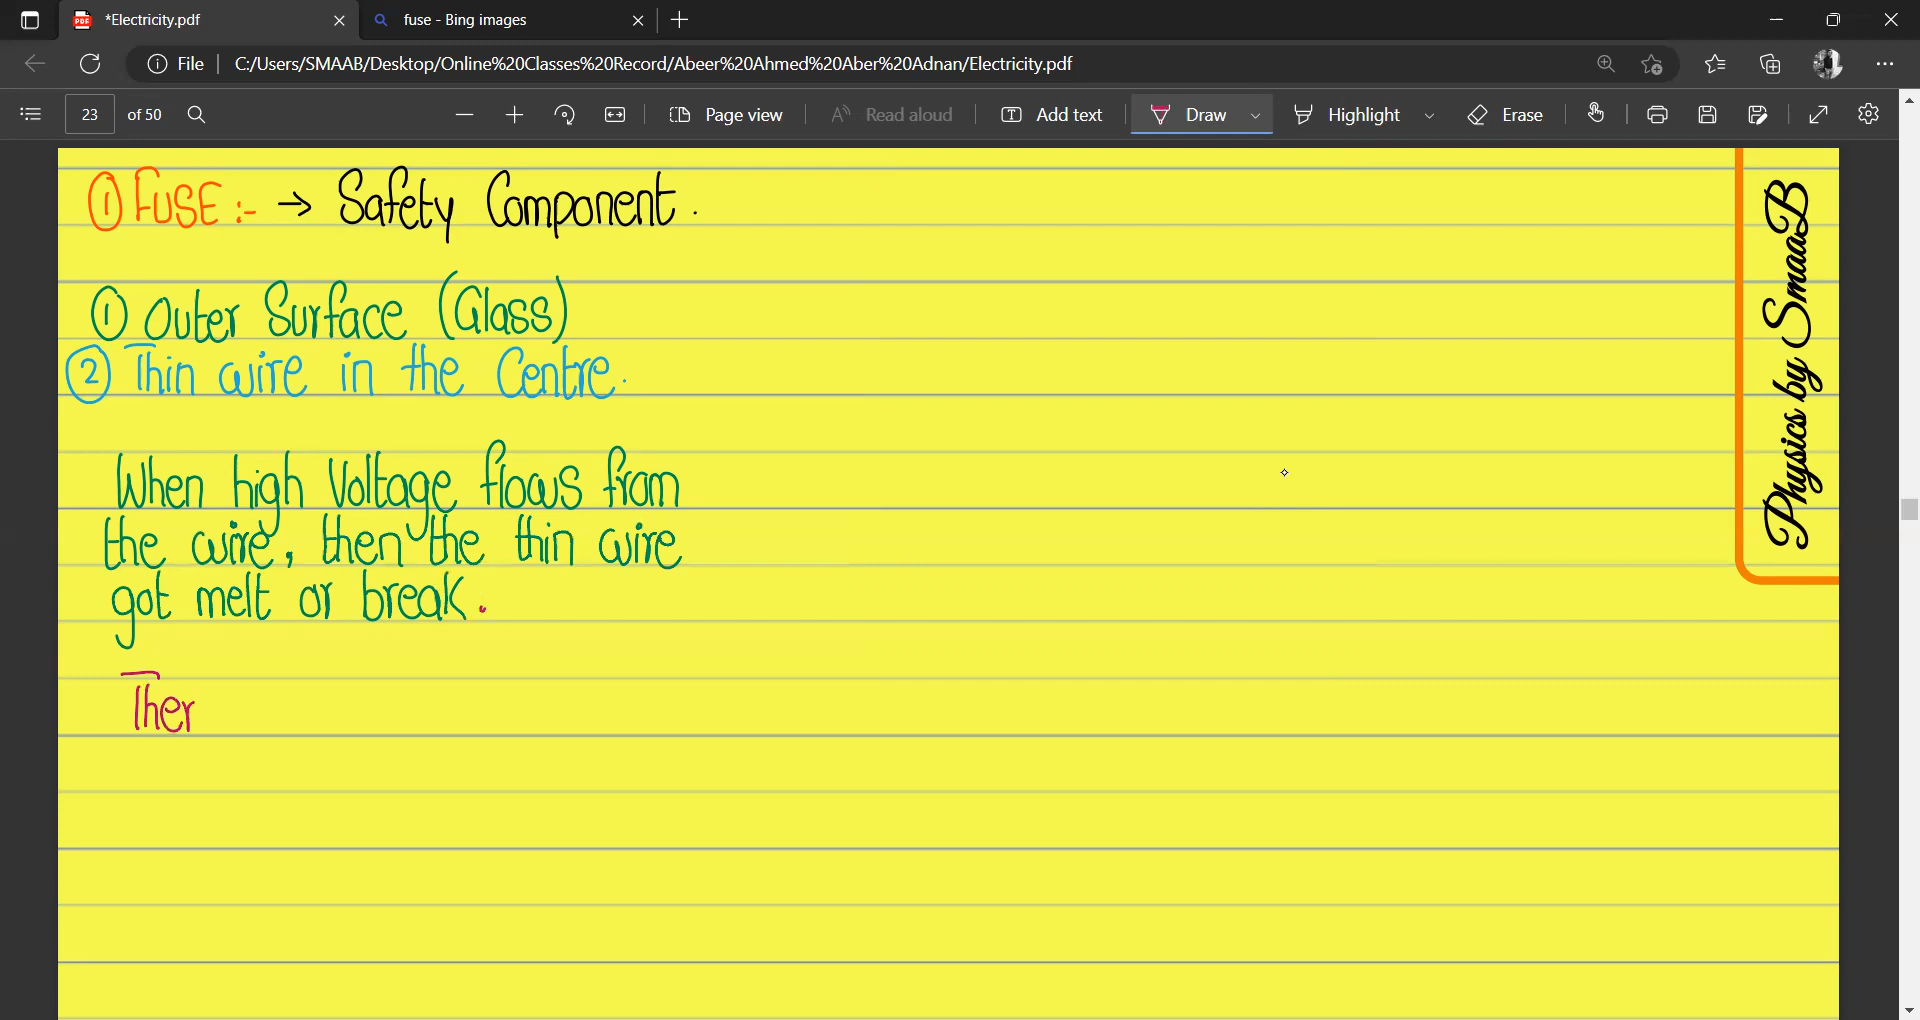 *Electricity.pdf
fuse - Bing images
File
C:/Users/SMAAB/Desktop/Online%20Classes%20Record/Abeer%20Ahmed%20Aber%20Adnan/Electricity.pdf
23 of 50
Page view
Read aloud
Add text
Draw
Highlight
Erase
① FUSE :- → Safety Component.
① Outer Surface (Glass)
② Thin wire in the Centre.
When high Voltage flows from
the wire, then the thin wire
got melt or break.
Ther
Physics by SmaaB